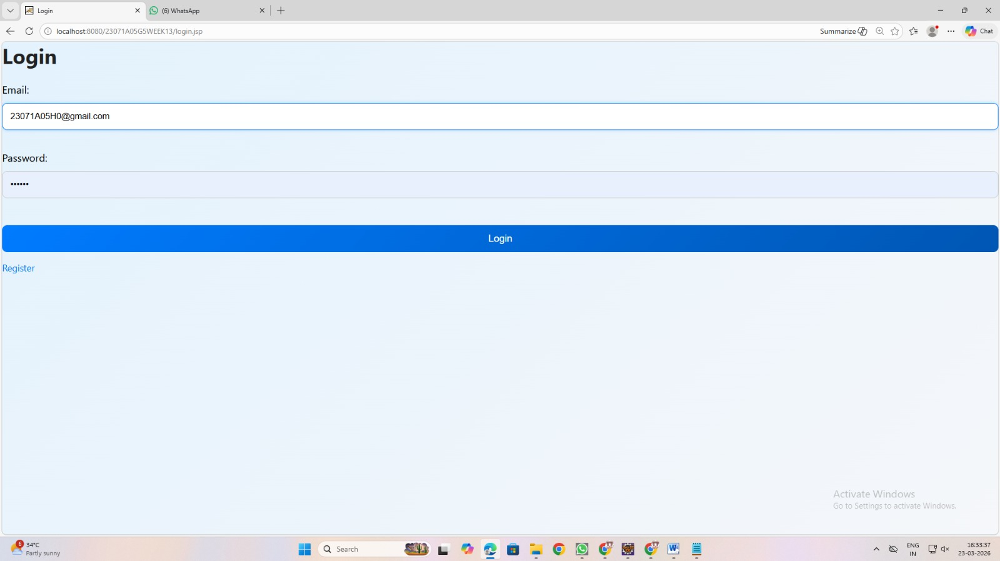 Login
(6) WhatsApp
localhost:8080/23071A05G5WEEK13/login.jsp
Summarize
Chat
Login
Email:
23071A05H0@gmail.com
Password:
••••••
Login
Register
Activate Windows
Go to Settings to activate Windows.
6
34°C
Partly sunny
Search
ENG
IN
16:33:37
23-03-2026